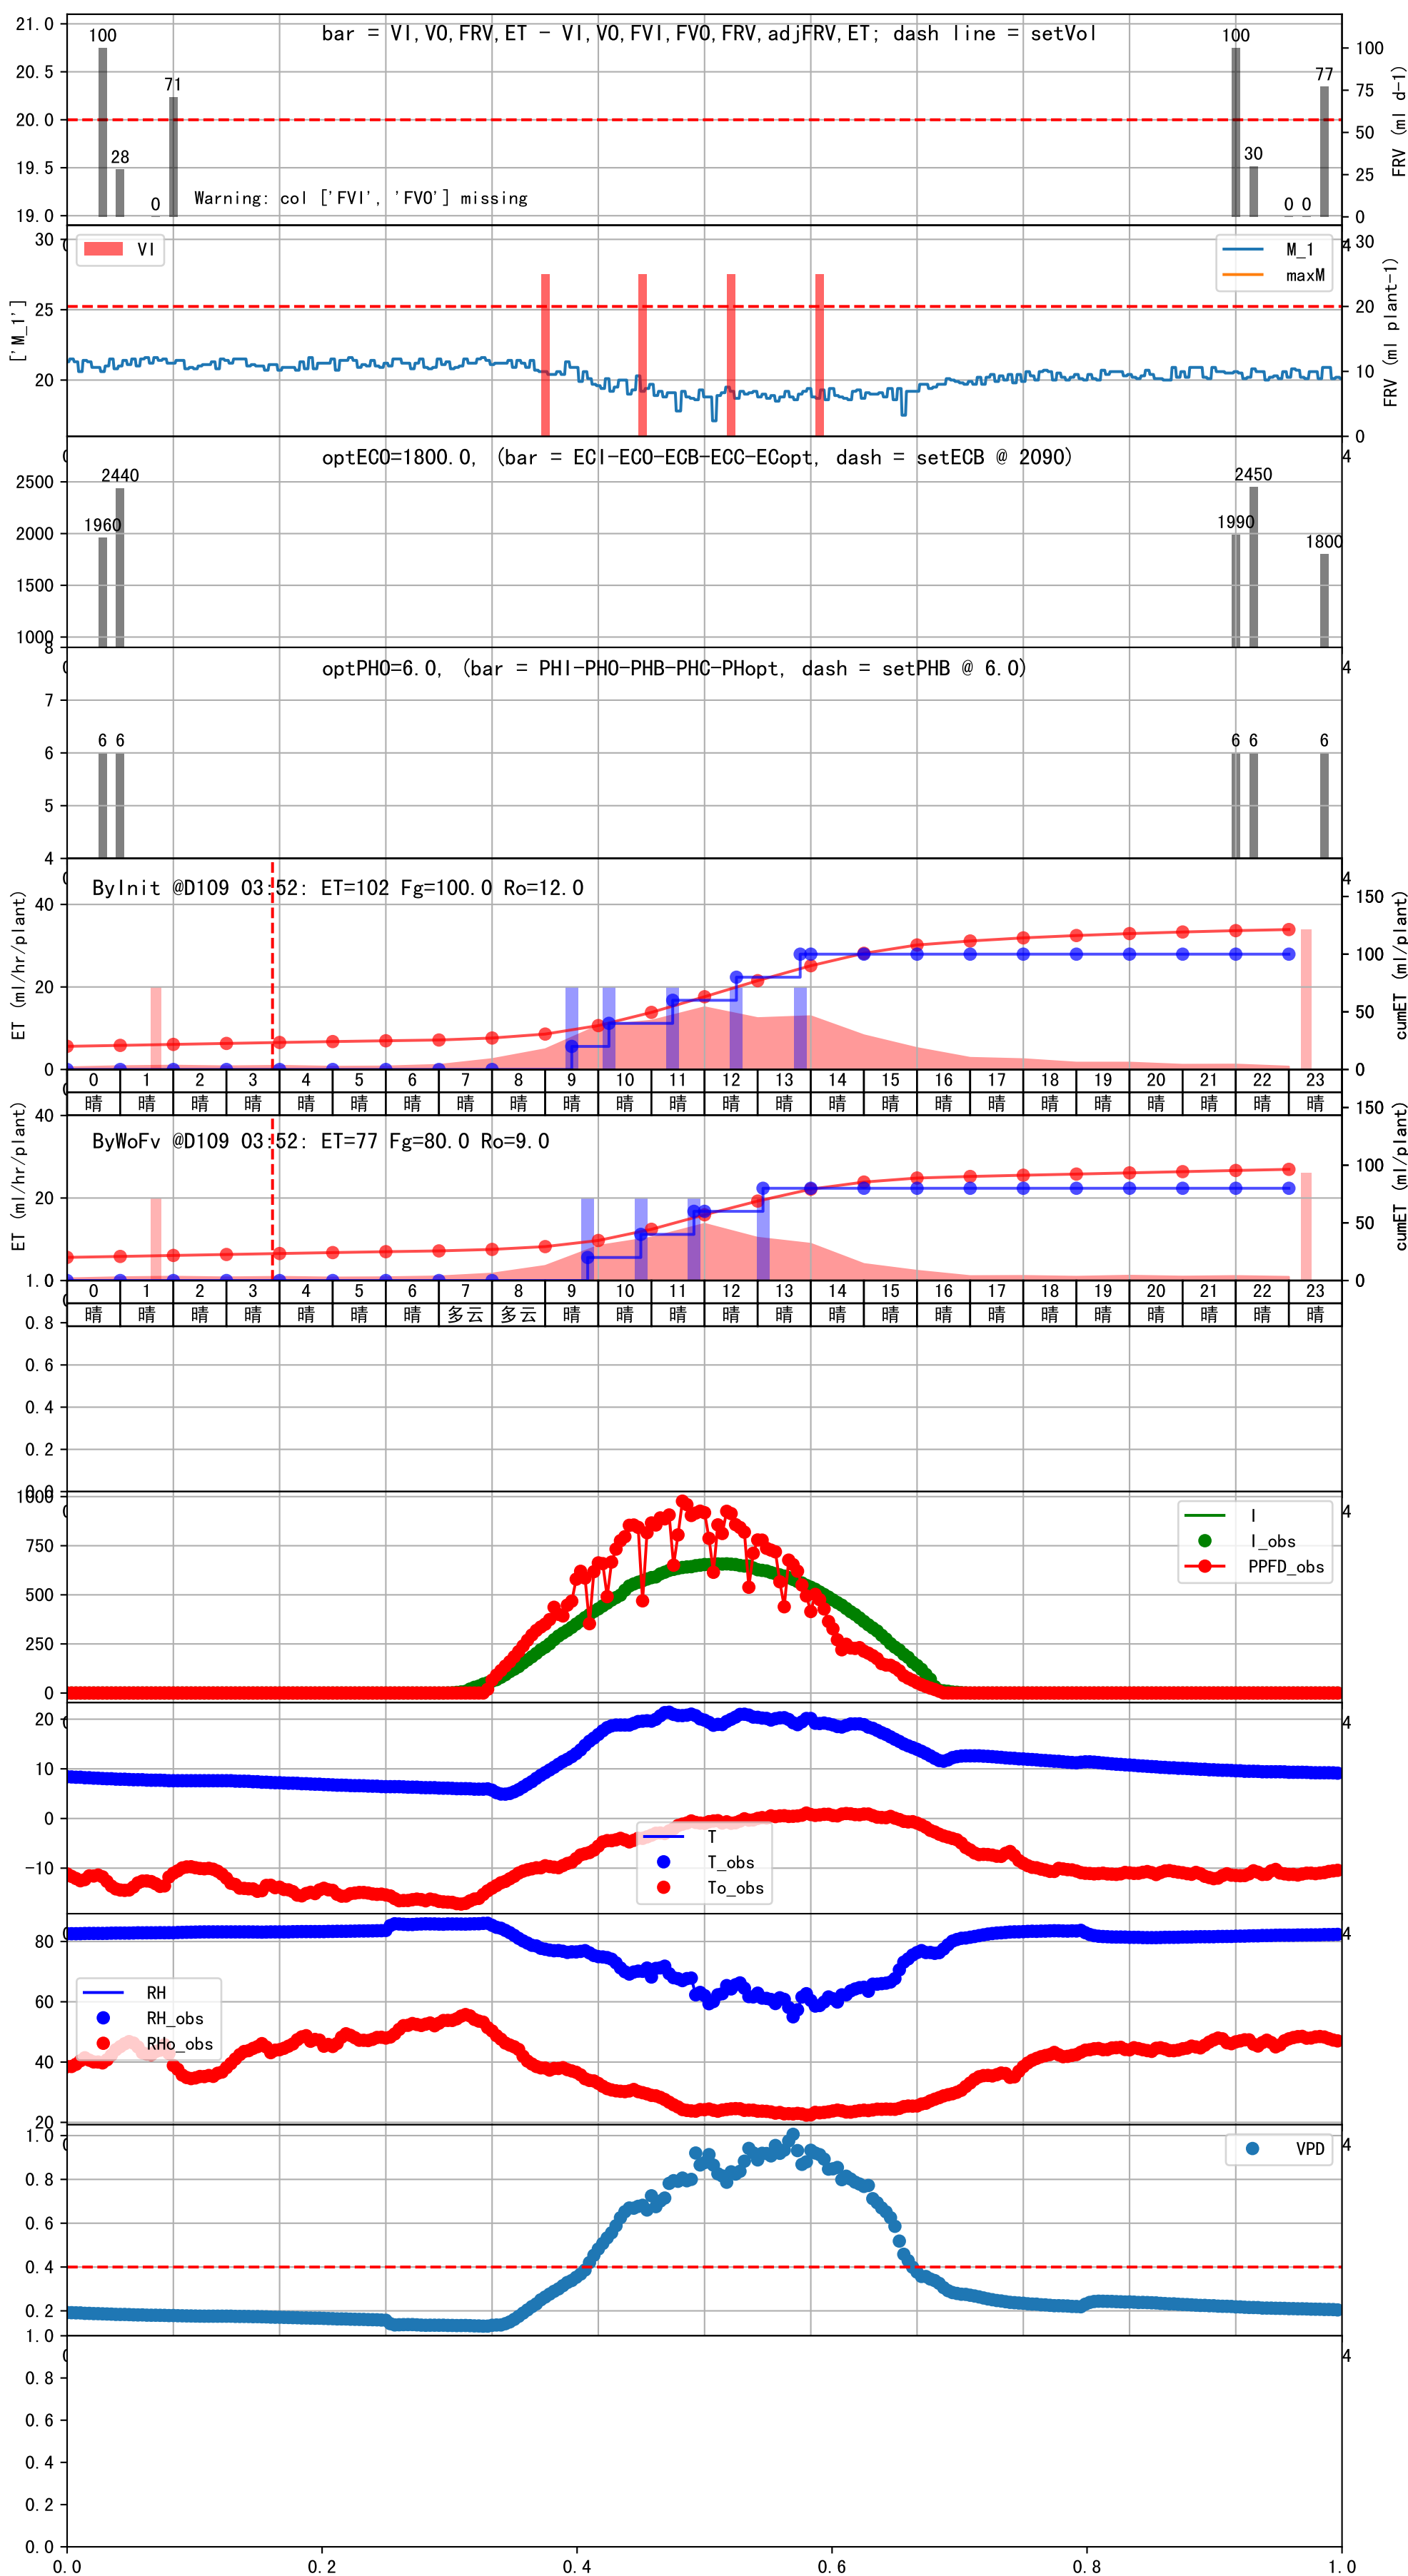 bar = VI,VO,FRV,ET - VI,VO,FVI,FVO,FRV,adjFRV,ET; dash line = setVol
21.0
20.5
20.0
19.5
19.0
100
28
0
71
100
30
0 0
77
Warning: col ['FVI', 'FVO'] missing
100
75
50
25
0
FRV (ml d-1)
['M_1']
30
25
20
VI
M_1
maxM
30
20
10
0
FRV (ml plant-1)
optECO=1800.0, (bar = ECI-ECO-ECB-ECC-ECopt, dash = setECB @ 2090)
2500
2000
1500
1000
1960
2440
1990
2450
1800
optPHO=6.0, (bar = PHI-PHO-PHB-PHC-PHopt, dash = setPHB @ 6.0)
8
7
6
5
4
6 6
6 6
6
ByInit @D109 03:52: ET=102 Fg=100.0 Ro=12.0
ET (ml/hr/plant)
40
20
0
150
100
50
0
cumET (ml/plant)
0 1 2 3 4 5 6 7 8 9 10 11 12 13 14 15 16 17 18 19 20 21 22 23
晴 晴 晴 晴 晴 晴 晴 晴 晴 晴 晴 晴 晴 晴 晴 晴 晴 晴 晴 晴 晴 晴 晴 晴
ByWoFv @D109 03:52: ET=77 Fg=80.0 Ro=9.0
ET (ml/hr/plant)
40
20
150
100
50
0
cumET (ml/plant)
0 1 2 3 4 5 6 7 8 9 10 11 12 13 14 15 16 17 18 19 20 21 22 23
晴 晴 晴 晴 晴 晴 晴 多云 多云 晴 晴 晴 晴 晴 晴 晴 晴 晴 晴 晴 晴 晴 晴 晴
1.0
0.8
0.6
0.4
0.2
1000
750
500
250
0
I
I_obs
PPFD_obs
20
10
0
-10
T
T_obs
To_obs
80
60
40
20
RH
RH_obs
RHo_obs
1.0
0.8
0.6
0.4
0.2
VPD
1.0
0.8
0.6
0.4
0.2
0.0
0.0 0.2 0.4 0.6 0.8 1.0